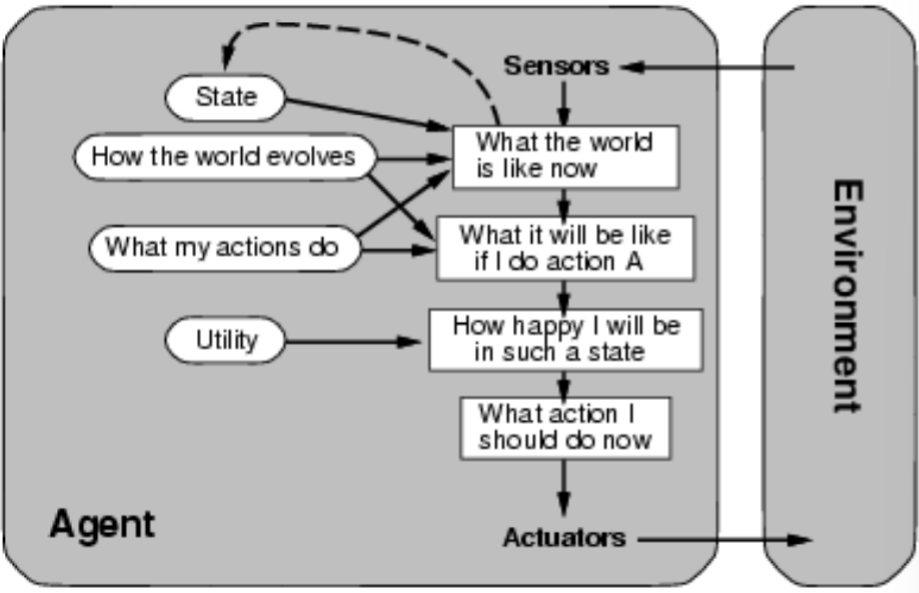 Sensors
State
What the world
is like now
How the world evolves
What it will be like
if I do action A
What my actions do
How happy I will be
in such a state
Utility
What action I
should do now
Agent
Actuators
Environment